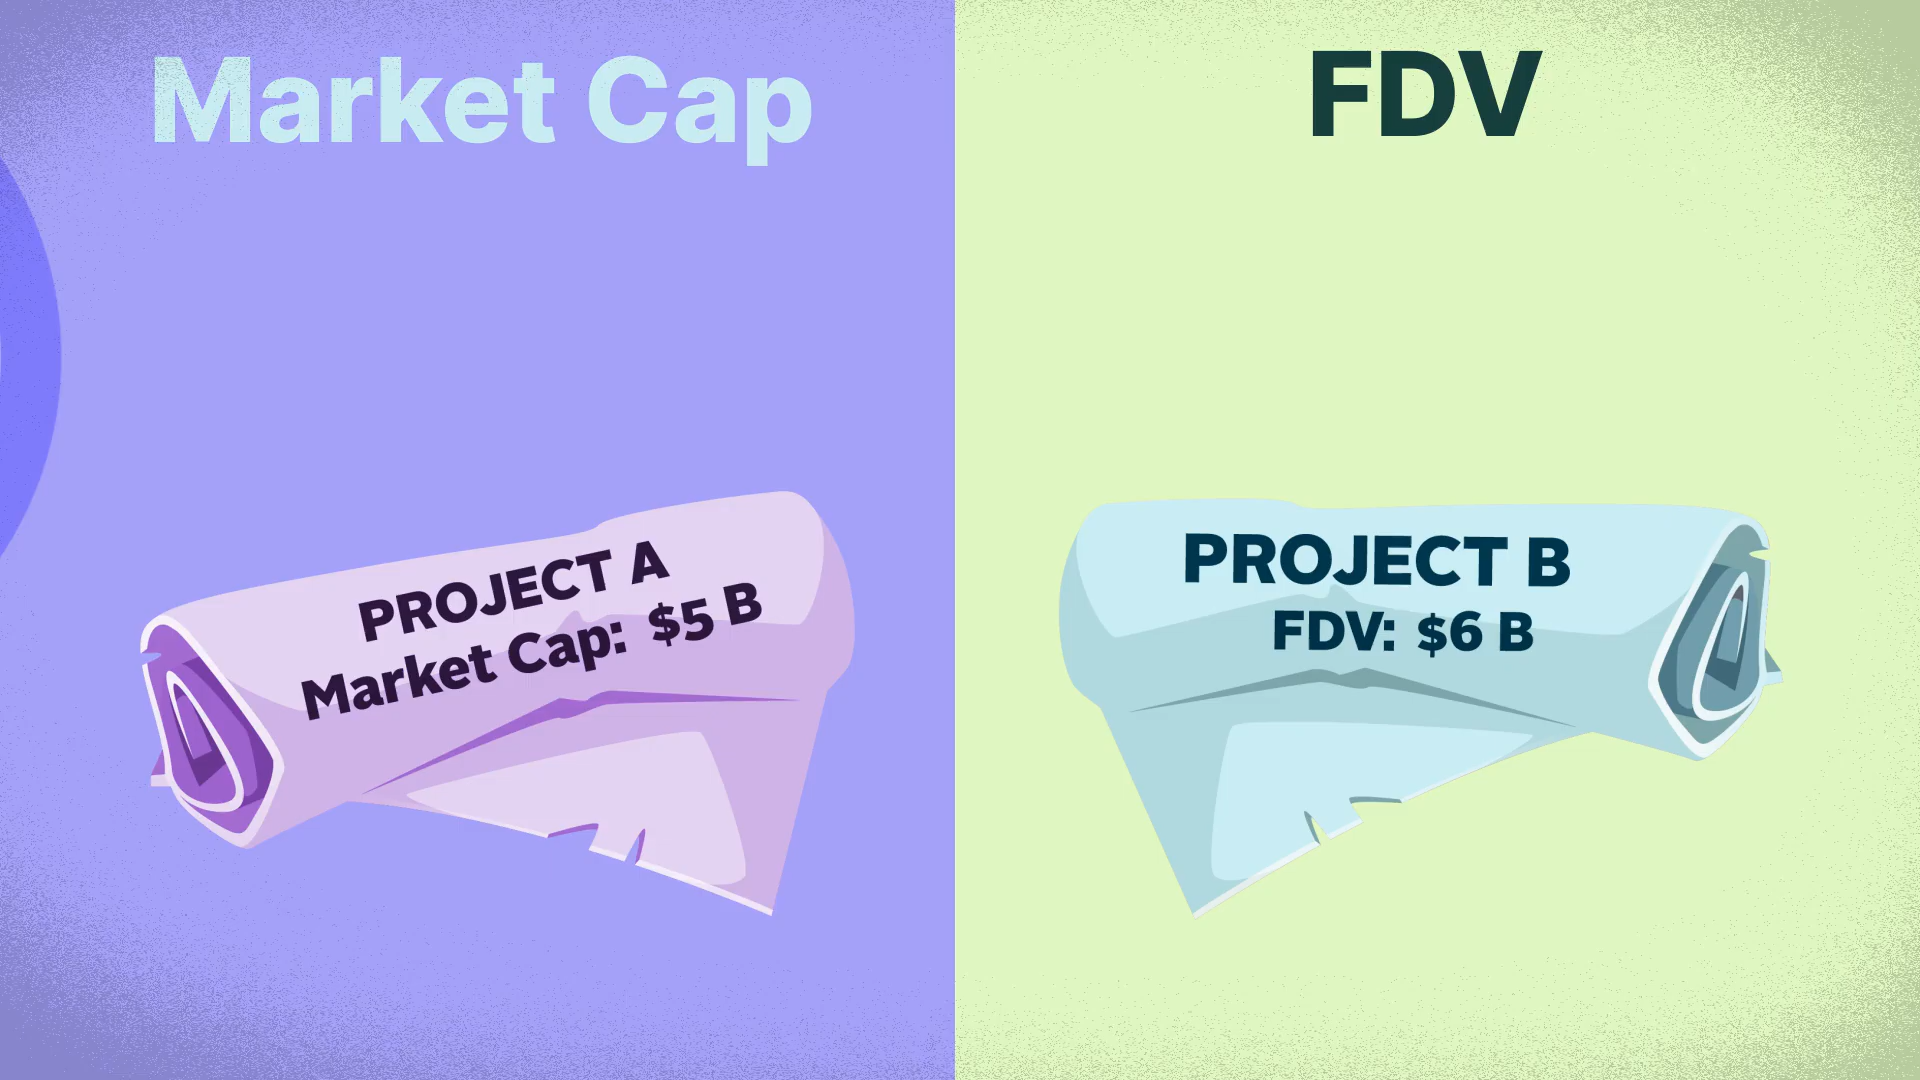 Market Cap
PROJECT A
Market Cap: $5 B
FDV
PROJECT B
FDV: $6 B